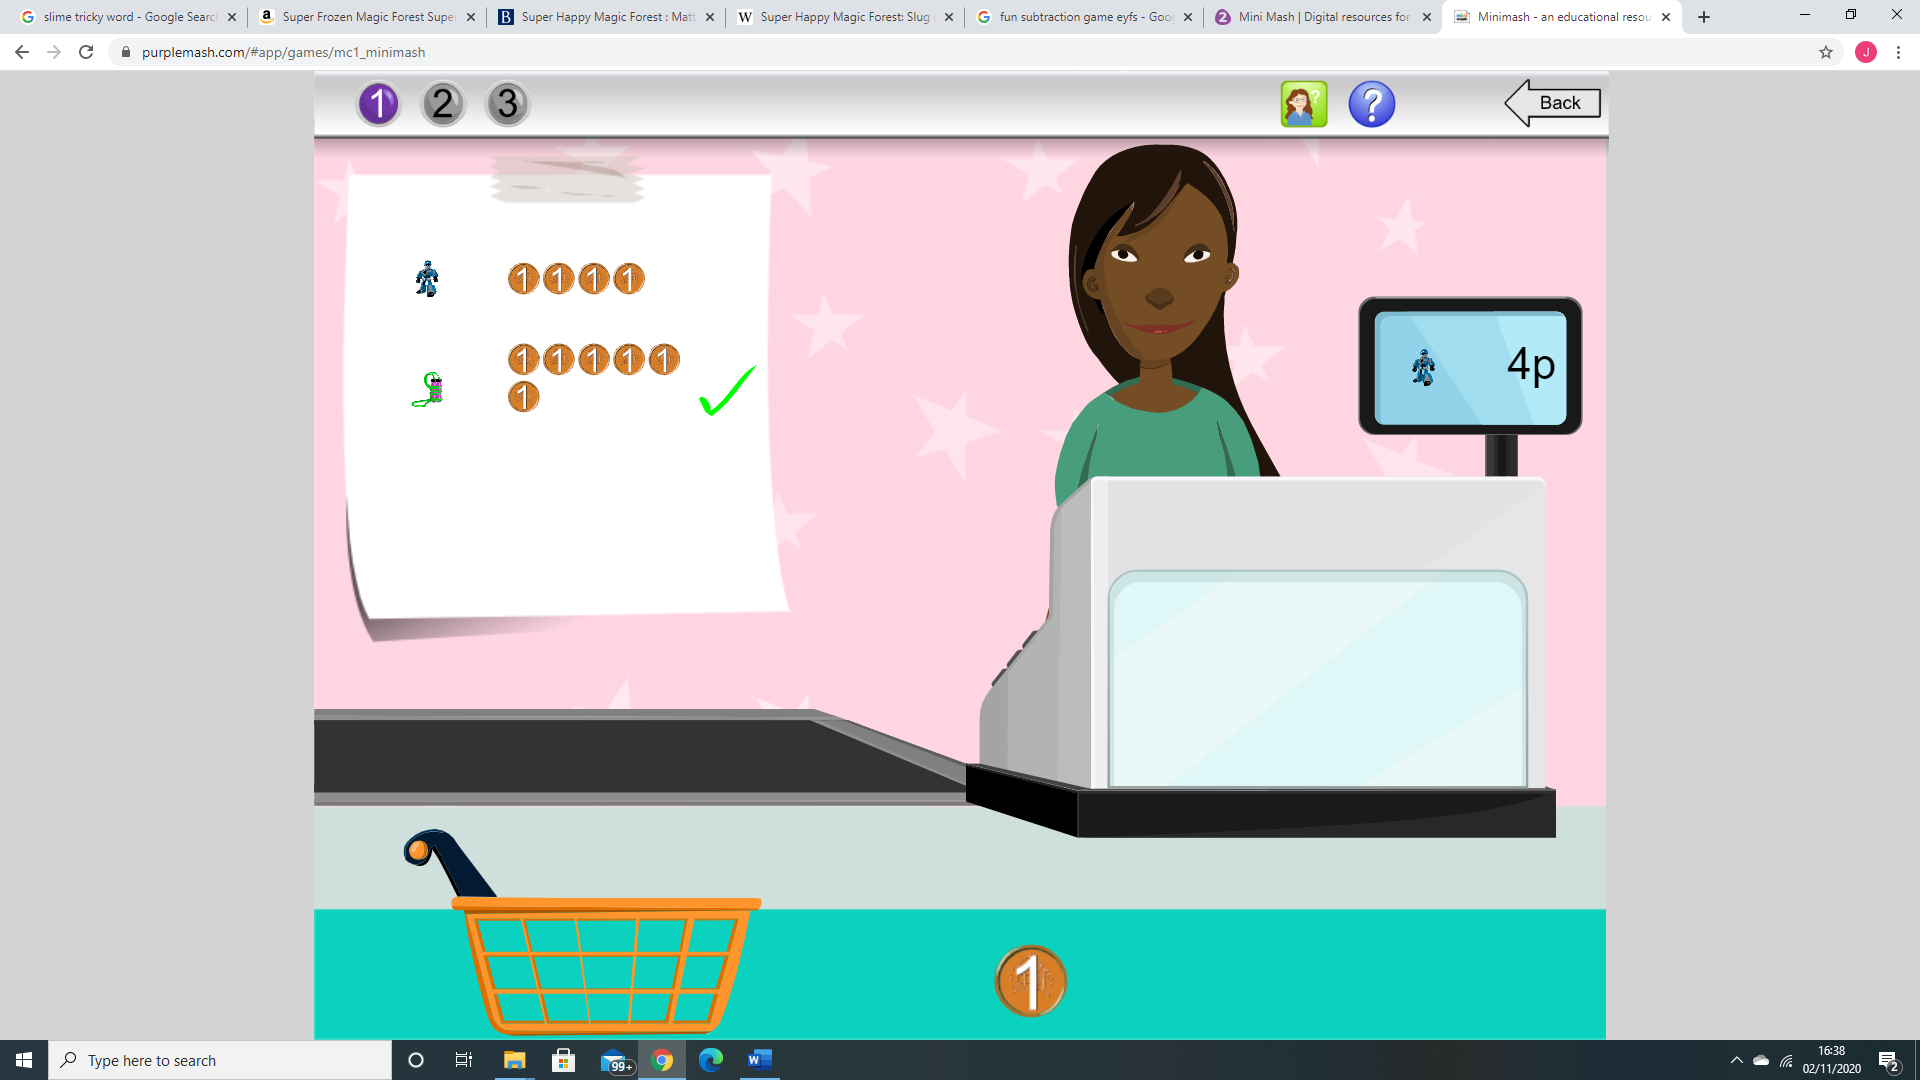 slime tricky word - Google Searc
Super Frozen Magic Forest Super
Super Happy Magic Forest : Matt
Super Happy Magic Forest: Slug
fun subtraction game eyfs - Goo
Mini Mash | Digital resources for
Minimash - an educational resou
purplemash.com/#app/games/mc1_minimash
J
1 2 3
?
Back
1 1 1 1
1 1 1 1 1
1
4p
1
Type here to search
99+
16:38
02/11/2020
2